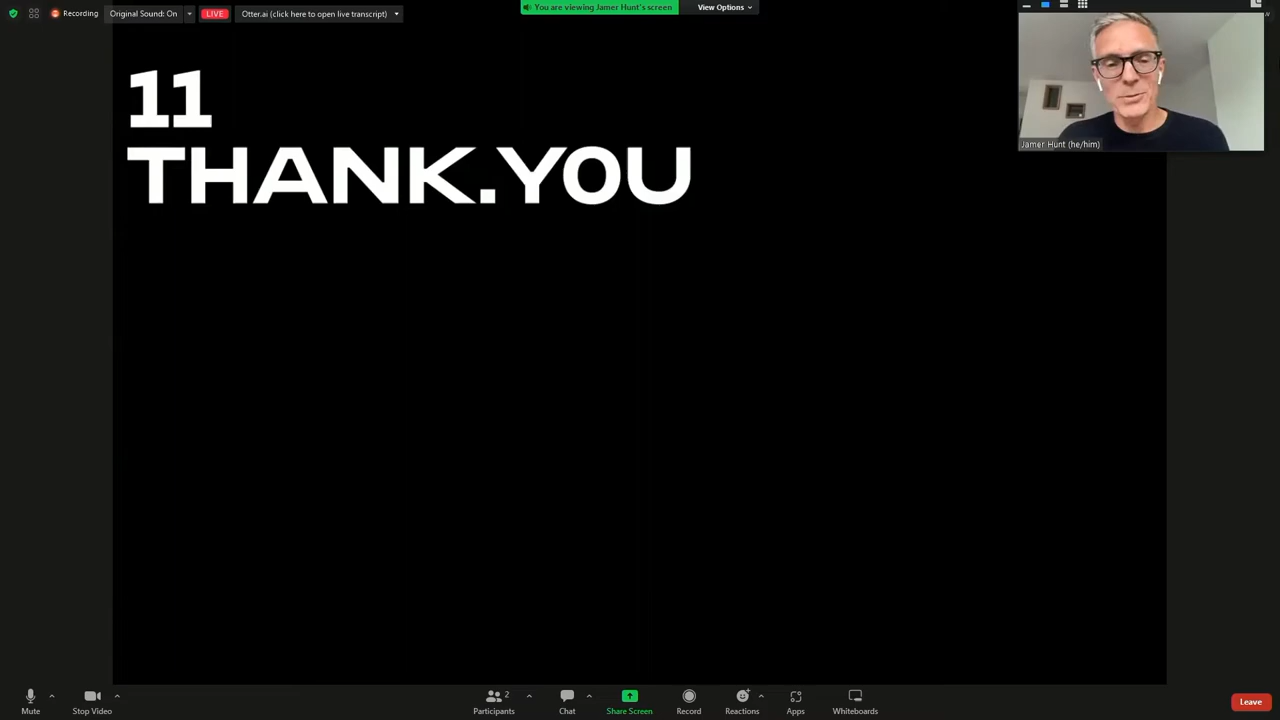 Recording
Original Sound: On
LIVE
Otter.ai (click here to open live transcript)
You are viewing Jamer Hunt's screen
View Options
11
THANK.YOU
Jamer Hunt (he/him)
Mute
Stop Video
Participants
2
Chat
Share Screen
Record
Reactions
Apps
Whiteboards
Leave